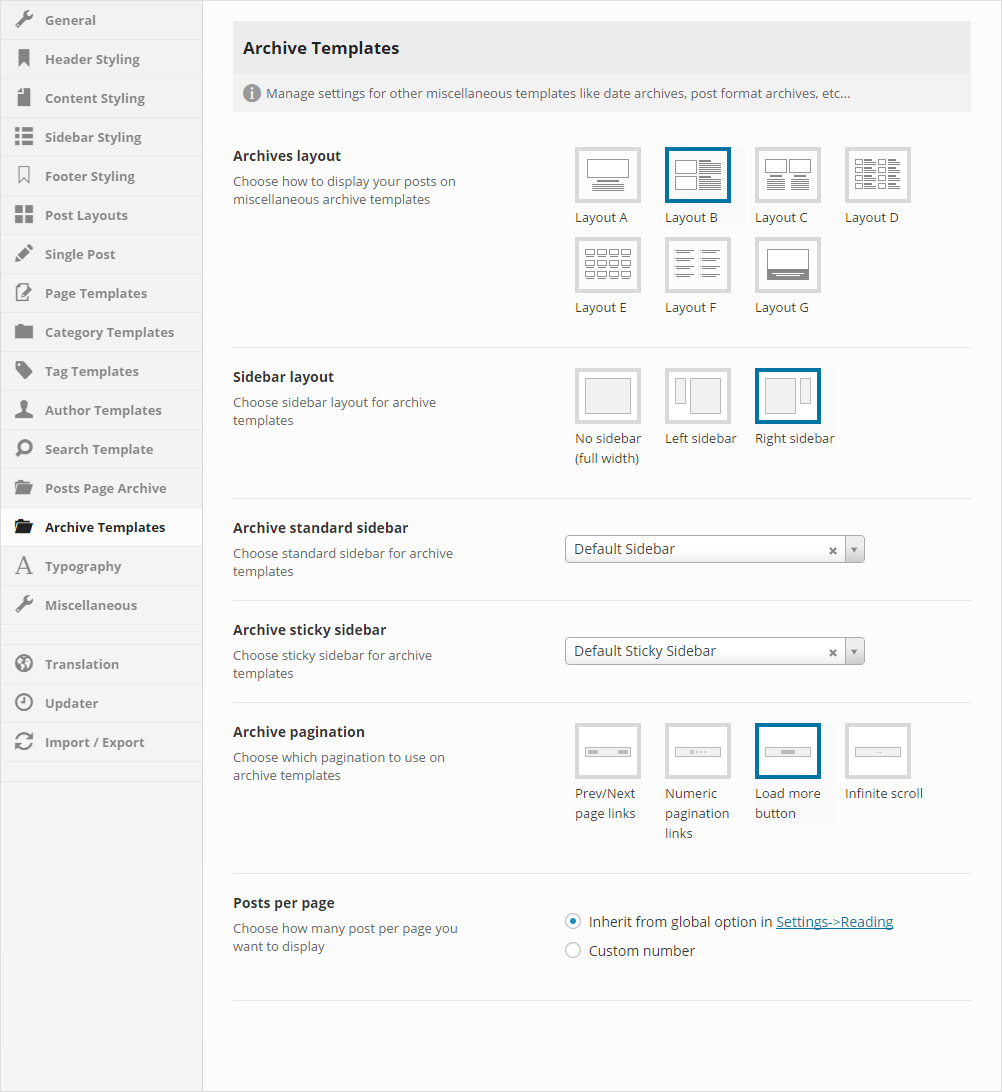 General
Header Styling
Content Styling
Sidebar Styling
Footer Styling
Post Layouts
Single Post
Page Templates
Category Templates
Tag Templates
Author Templates
Search Template
Posts Page Archive
Archive Templates
Typography
Miscellaneous
Translation
Updater
Import / Export
Archive Templates
Manage settings for other miscellaneous templates like date archives, post format archives, etc...
Archives layout
Choose how to display your posts on
miscellaneous archive templates
Layout A
Layout B
Layout C
Layout D
Layout E
Layout F
Layout G
Sidebar layout
Choose sidebar layout for archive
templates
No sidebar
(full width)
Left sidebar
Right sidebar
Archive standard sidebar
Choose standard sidebar for archive
templates
Default Sidebar
Archive sticky sidebar
Choose sticky sidebar for archive
templates
Default Sticky Sidebar
Archive pagination
Choose which pagination to use on
archive templates
Prev/Next
page links
Numeric
pagination
links
Load more
button
Infinite scroll
Posts per page
Choose how many post per page you
want to display
Inherit from global option in Settings->Reading
Custom number